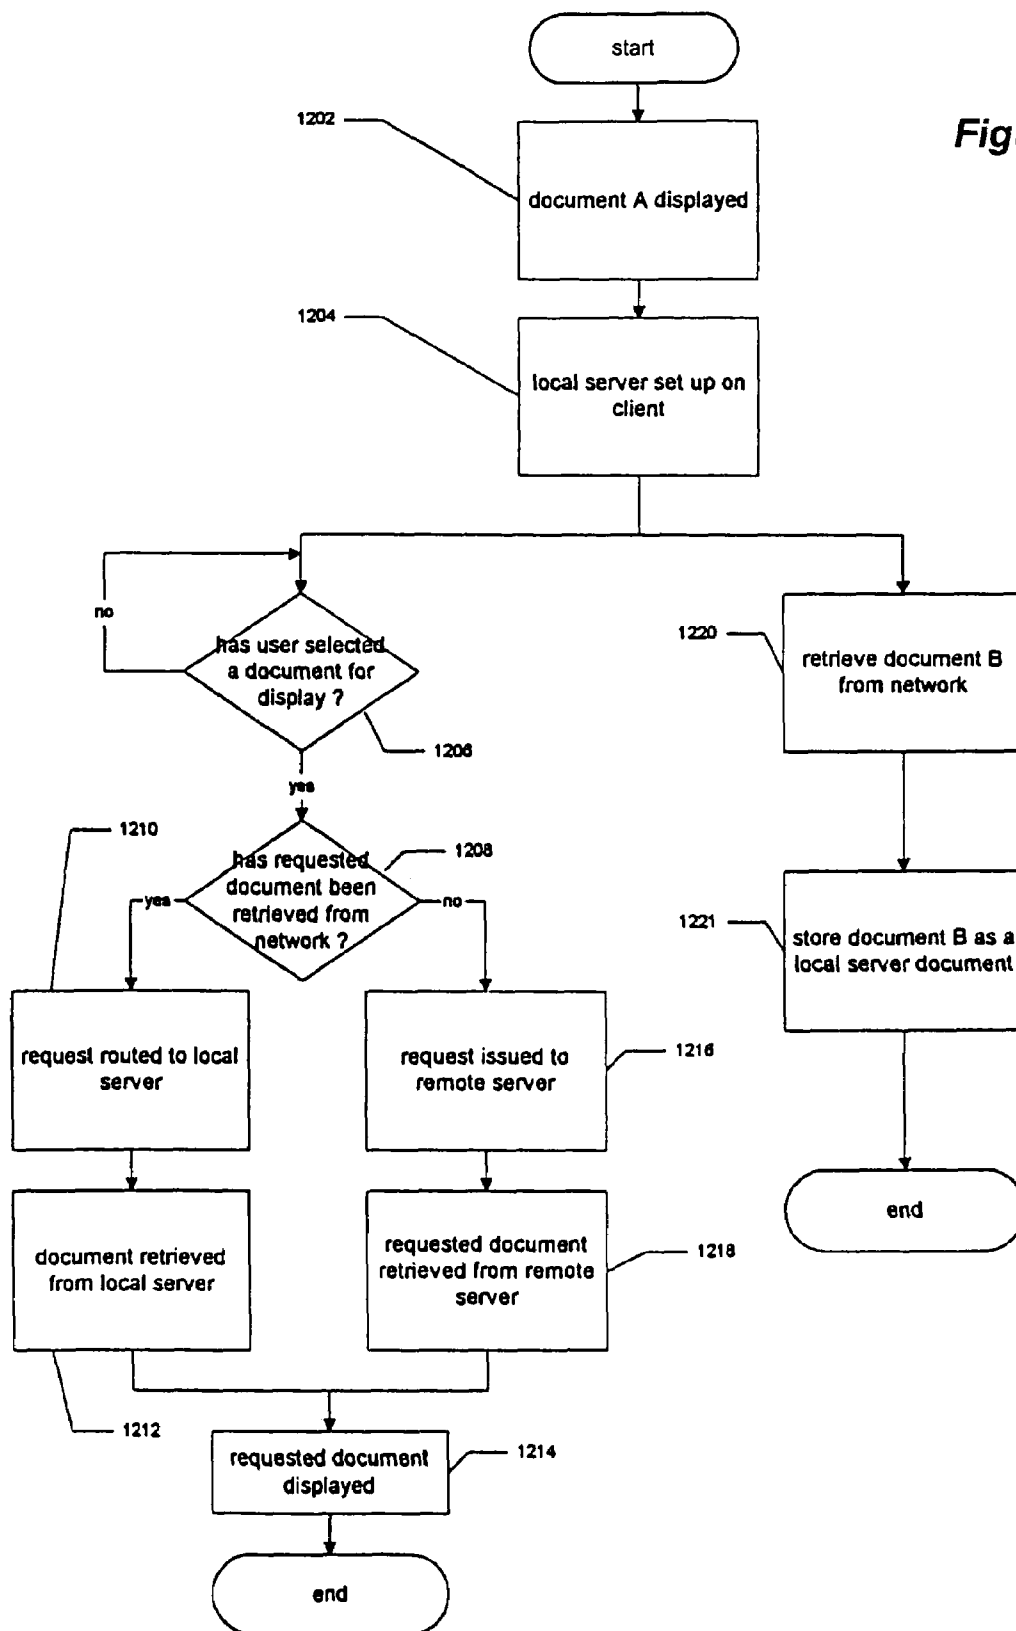 start
Fig
1202
document A displayed
1204
local server set up on
client
no
has user selected
a document for
display ?
1206
yes
1220
retrieve document B
from network
1210
1208
has requested
document been
retrieved from
network ?
yes
no
1221
store document B as a
local server document
request routed to local
server
request issued to
remote server
1216
document retrieved
from local server
requested document
retrieved from remote
server
1218
end
1212
requested document
displayed
1214
end